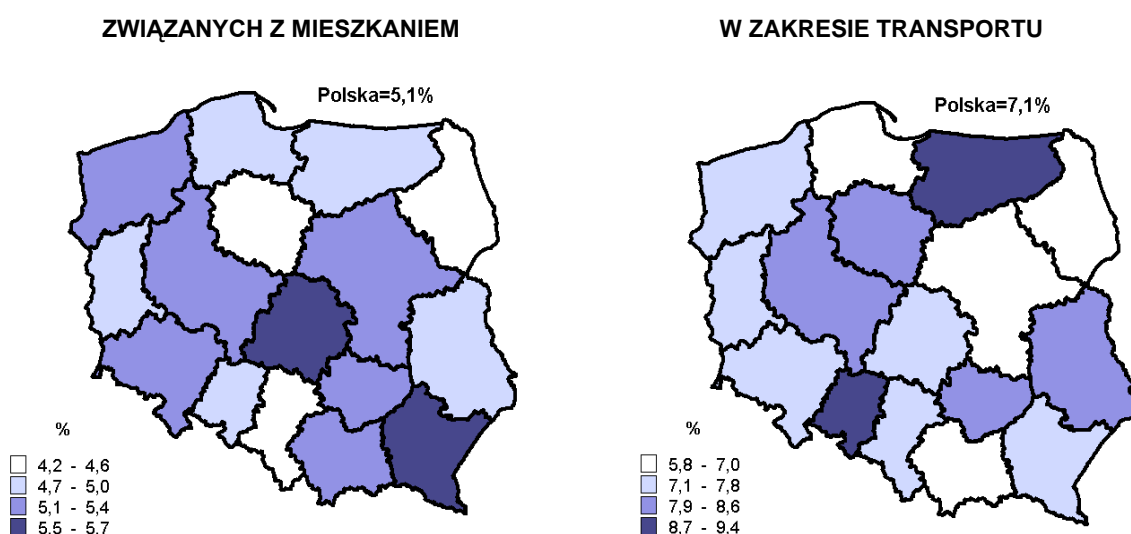 ZWIĄZANYCH Z MIESZKANIEM
Polska=5,1%
%
4,2 - 4,6
4,7 - 5,0
5,1 - 5,4
5,5 - 5,7
W ZAKRESIE TRANSPORTU
Polska=7,1%
%
5,8 - 7,0
7,1 - 7,8
7,9 - 8,6
8,7 - 9,4